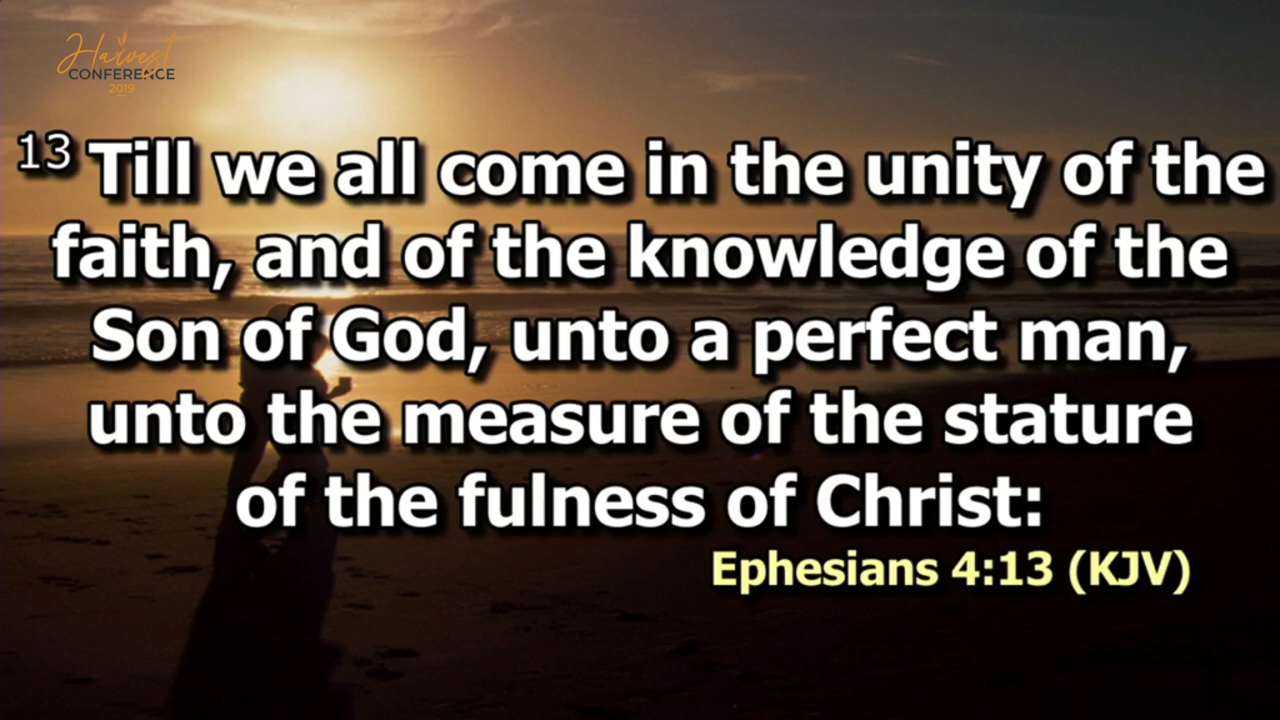 Harvest
CONFERENCE
2019
13 Till we all come in the unity of the
faith, and of the knowledge of the
Son of God, unto a perfect man,
unto the measure of the stature
of the fulness of Christ:
Ephesians 4:13 (KJV)